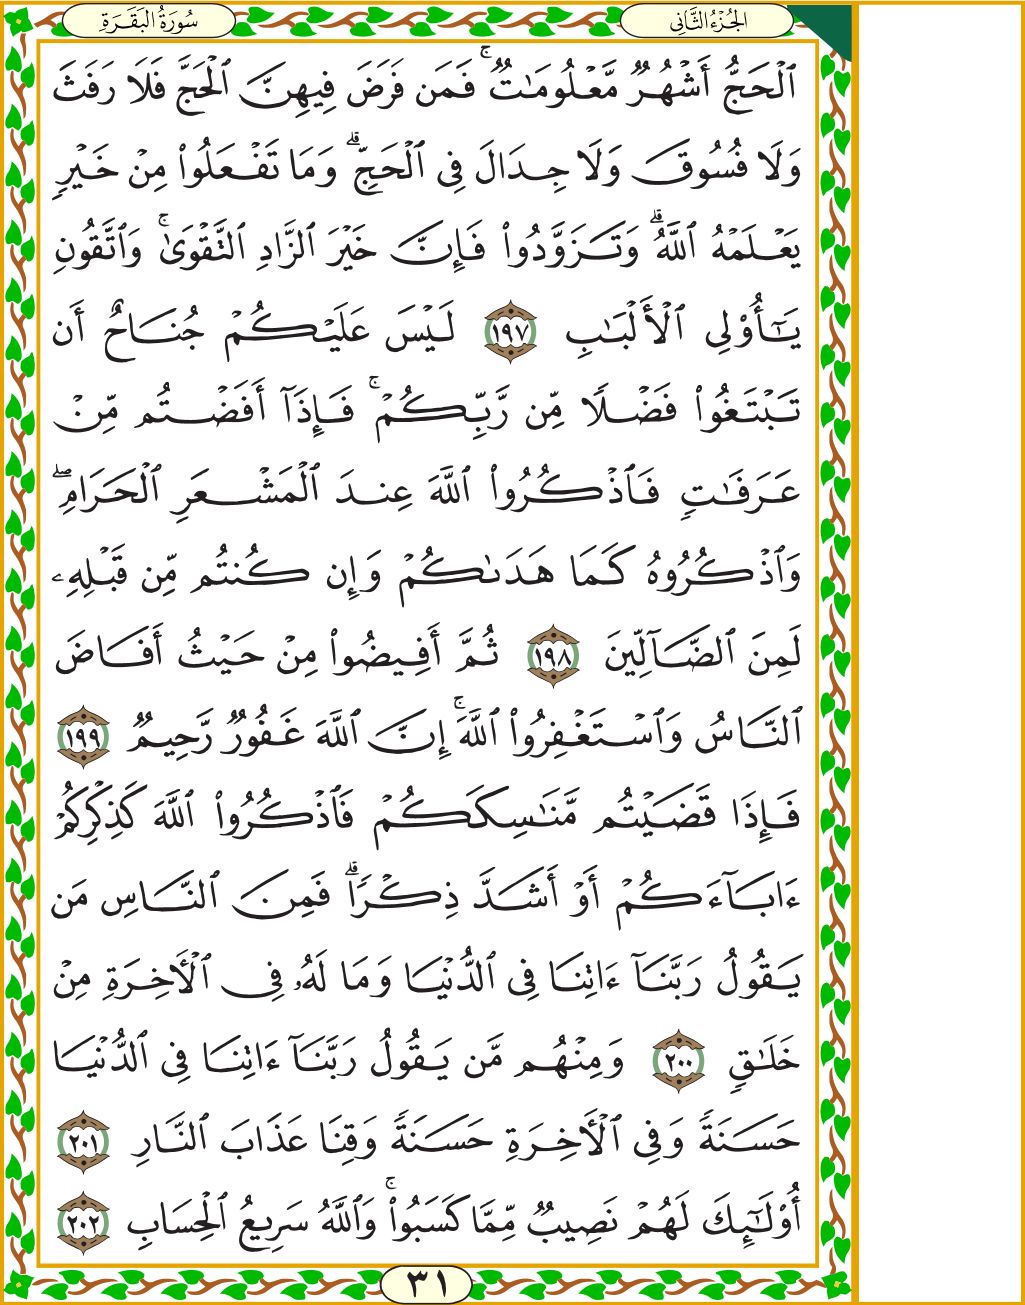 الجُزْءُ الثَّانِي
سُورَةُ البَقَرَةِ
ٱلْحَجُّ أَشْهُرٌ مَّعْلُومَٰتٌ ۚ فَمَن فَرَضَ فِيهِنَّ ٱلْحَجَّ فَلَا رَفَثَ
وَلَا فُسُوقَ وَلَا جِدَالَ فِى ٱلْحَجِّ ۗ وَمَا تَفْعَلُوا۟ مِنْ خَيْرٍ
يَعْلَمْهُ ٱللَّهُ ۗ وَتَزَوَّدُوا۟ فَإِنَّ خَيْرَ ٱلزَّادِ ٱلتَّقْوَىٰ ۚ وَٱتَّقُونِ
يَٰٓأُو۟لِى ٱلْأَلْبَٰبِ ١٩٧ لَيْسَ عَلَيْكُمْ جُنَاحٌ أَن
تَبْتَغُوا۟ فَضْلًا مِّن رَّبِّكُمْ ۚ فَإِذَآ أَفَضْتُم مِّنْ
عَرَفَٰتٍ فَٱذْكُرُوا۟ ٱللَّهَ عِندَ ٱلْمَشْعَرِ ٱلْحَرَامِ ۖ
وَٱذْكُرُوهُ كَمَا هَدَىٰكُمْ وَإِن كُنتُم مِّن قَبْلِهِۦ
لَمِنَ ٱلضَّآلِّينَ ١٩٨ ثُمَّ أَفِيضُوا۟ مِنْ حَيْثُ أَفَاضَ
ٱلنَّاسُ وَٱسْتَغْفِرُوا۟ ٱللَّهَ ۚ إِنَّ ٱللَّهَ غَفُورٌ رَّحِيمٌ ١٩٩
فَإِذَا قَضَيْتُم مَّنَٰسِكَكُمْ فَٱذْكُرُوا۟ ٱللَّهَ كَذِكْرِكُمْ
ءَابَآءَكُمْ أَوْ أَشَدَّ ذِكْرًا ۗ فَمِنَ ٱلنَّاسِ مَن
يَقُولُ رَبَّنَآ ءَاتِنَا فِى ٱلدُّنْيَا وَمَا لَهُۥ فِى ٱلْـَٔاخِرَةِ مِنْ
خَلَٰقٍ ٢٠٠ وَمِنْهُم مَّن يَقُولُ رَبَّنَآ ءَاتِنَا فِى ٱلدُّنْيَا
حَسَنَةً وَفِى ٱلْـَٔاخِرَةِ حَسَنَةً وَقِنَا عَذَابَ ٱلنَّارِ ٢٠١
أُو۟لَٰٓئِكَ لَهُمْ نَصِيبٌ مِّمَّا كَسَبُوا۟ ۚ وَٱللَّهُ سَرِيعُ ٱلْحِسَابِ ٢٠٢
٣١